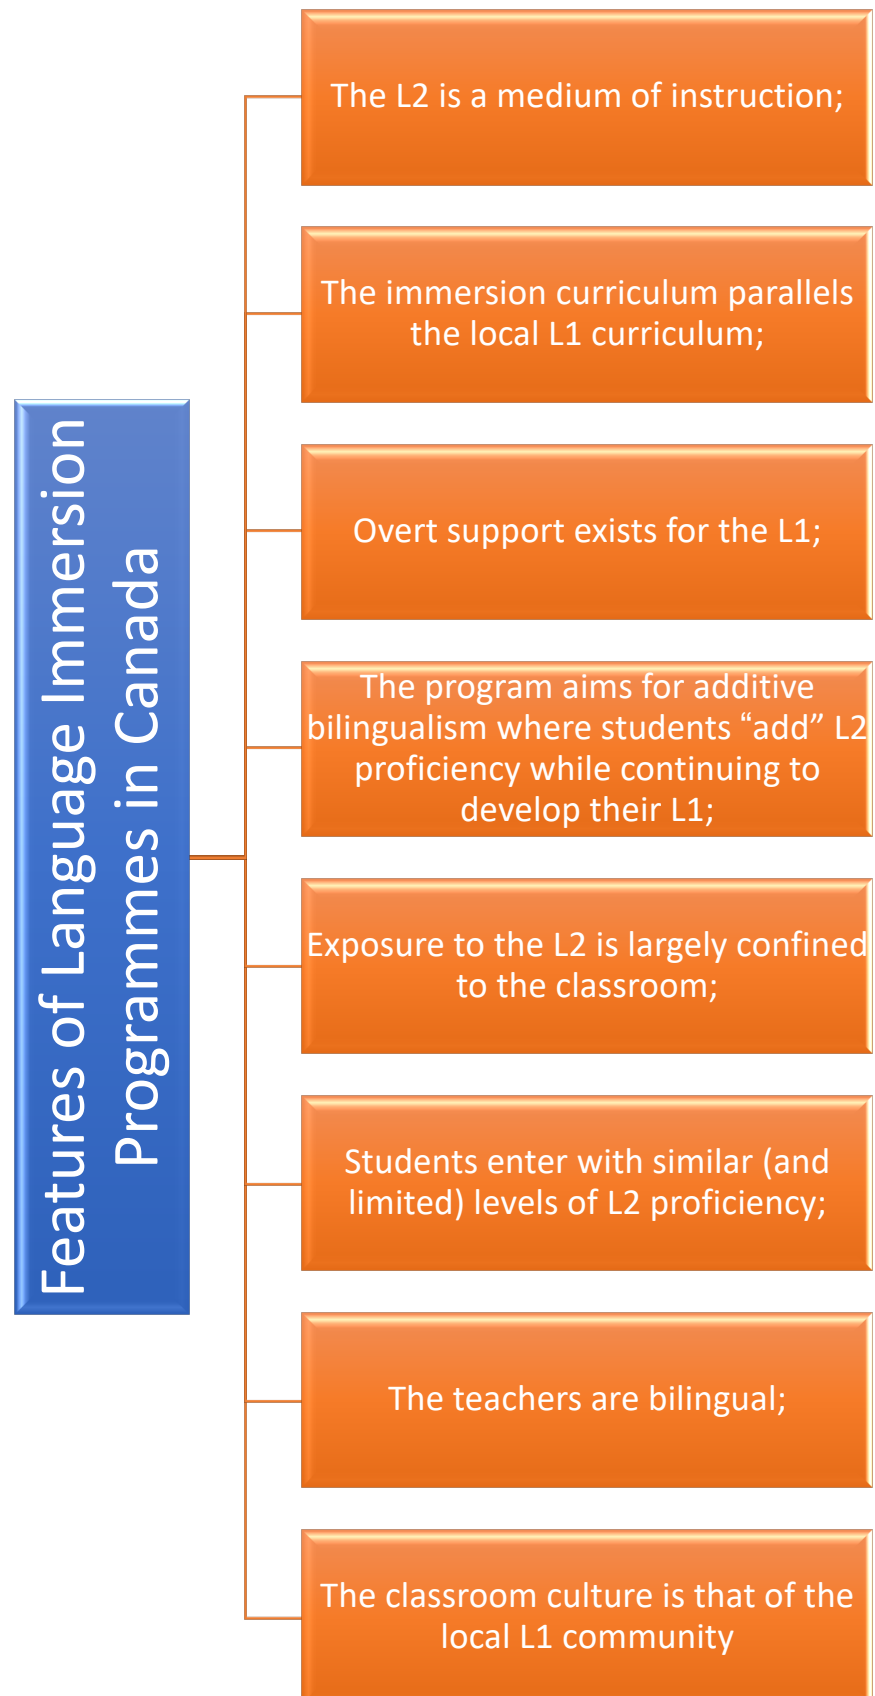 Features of Language Immersion
Programmes in Canada
The L2 is a medium of instruction;
The immersion curriculum parallels
the local L1 curriculum;
Overt support exists for the L1;
The program aims for additive
bilingualism where students “add” L2
proficiency while continuing to
develop their L1;
Exposure to the L2 is largely confined
to the classroom;
Students enter with similar (and
limited) levels of L2 proficiency;
The teachers are bilingual;
The classroom culture is that of the
local L1 community